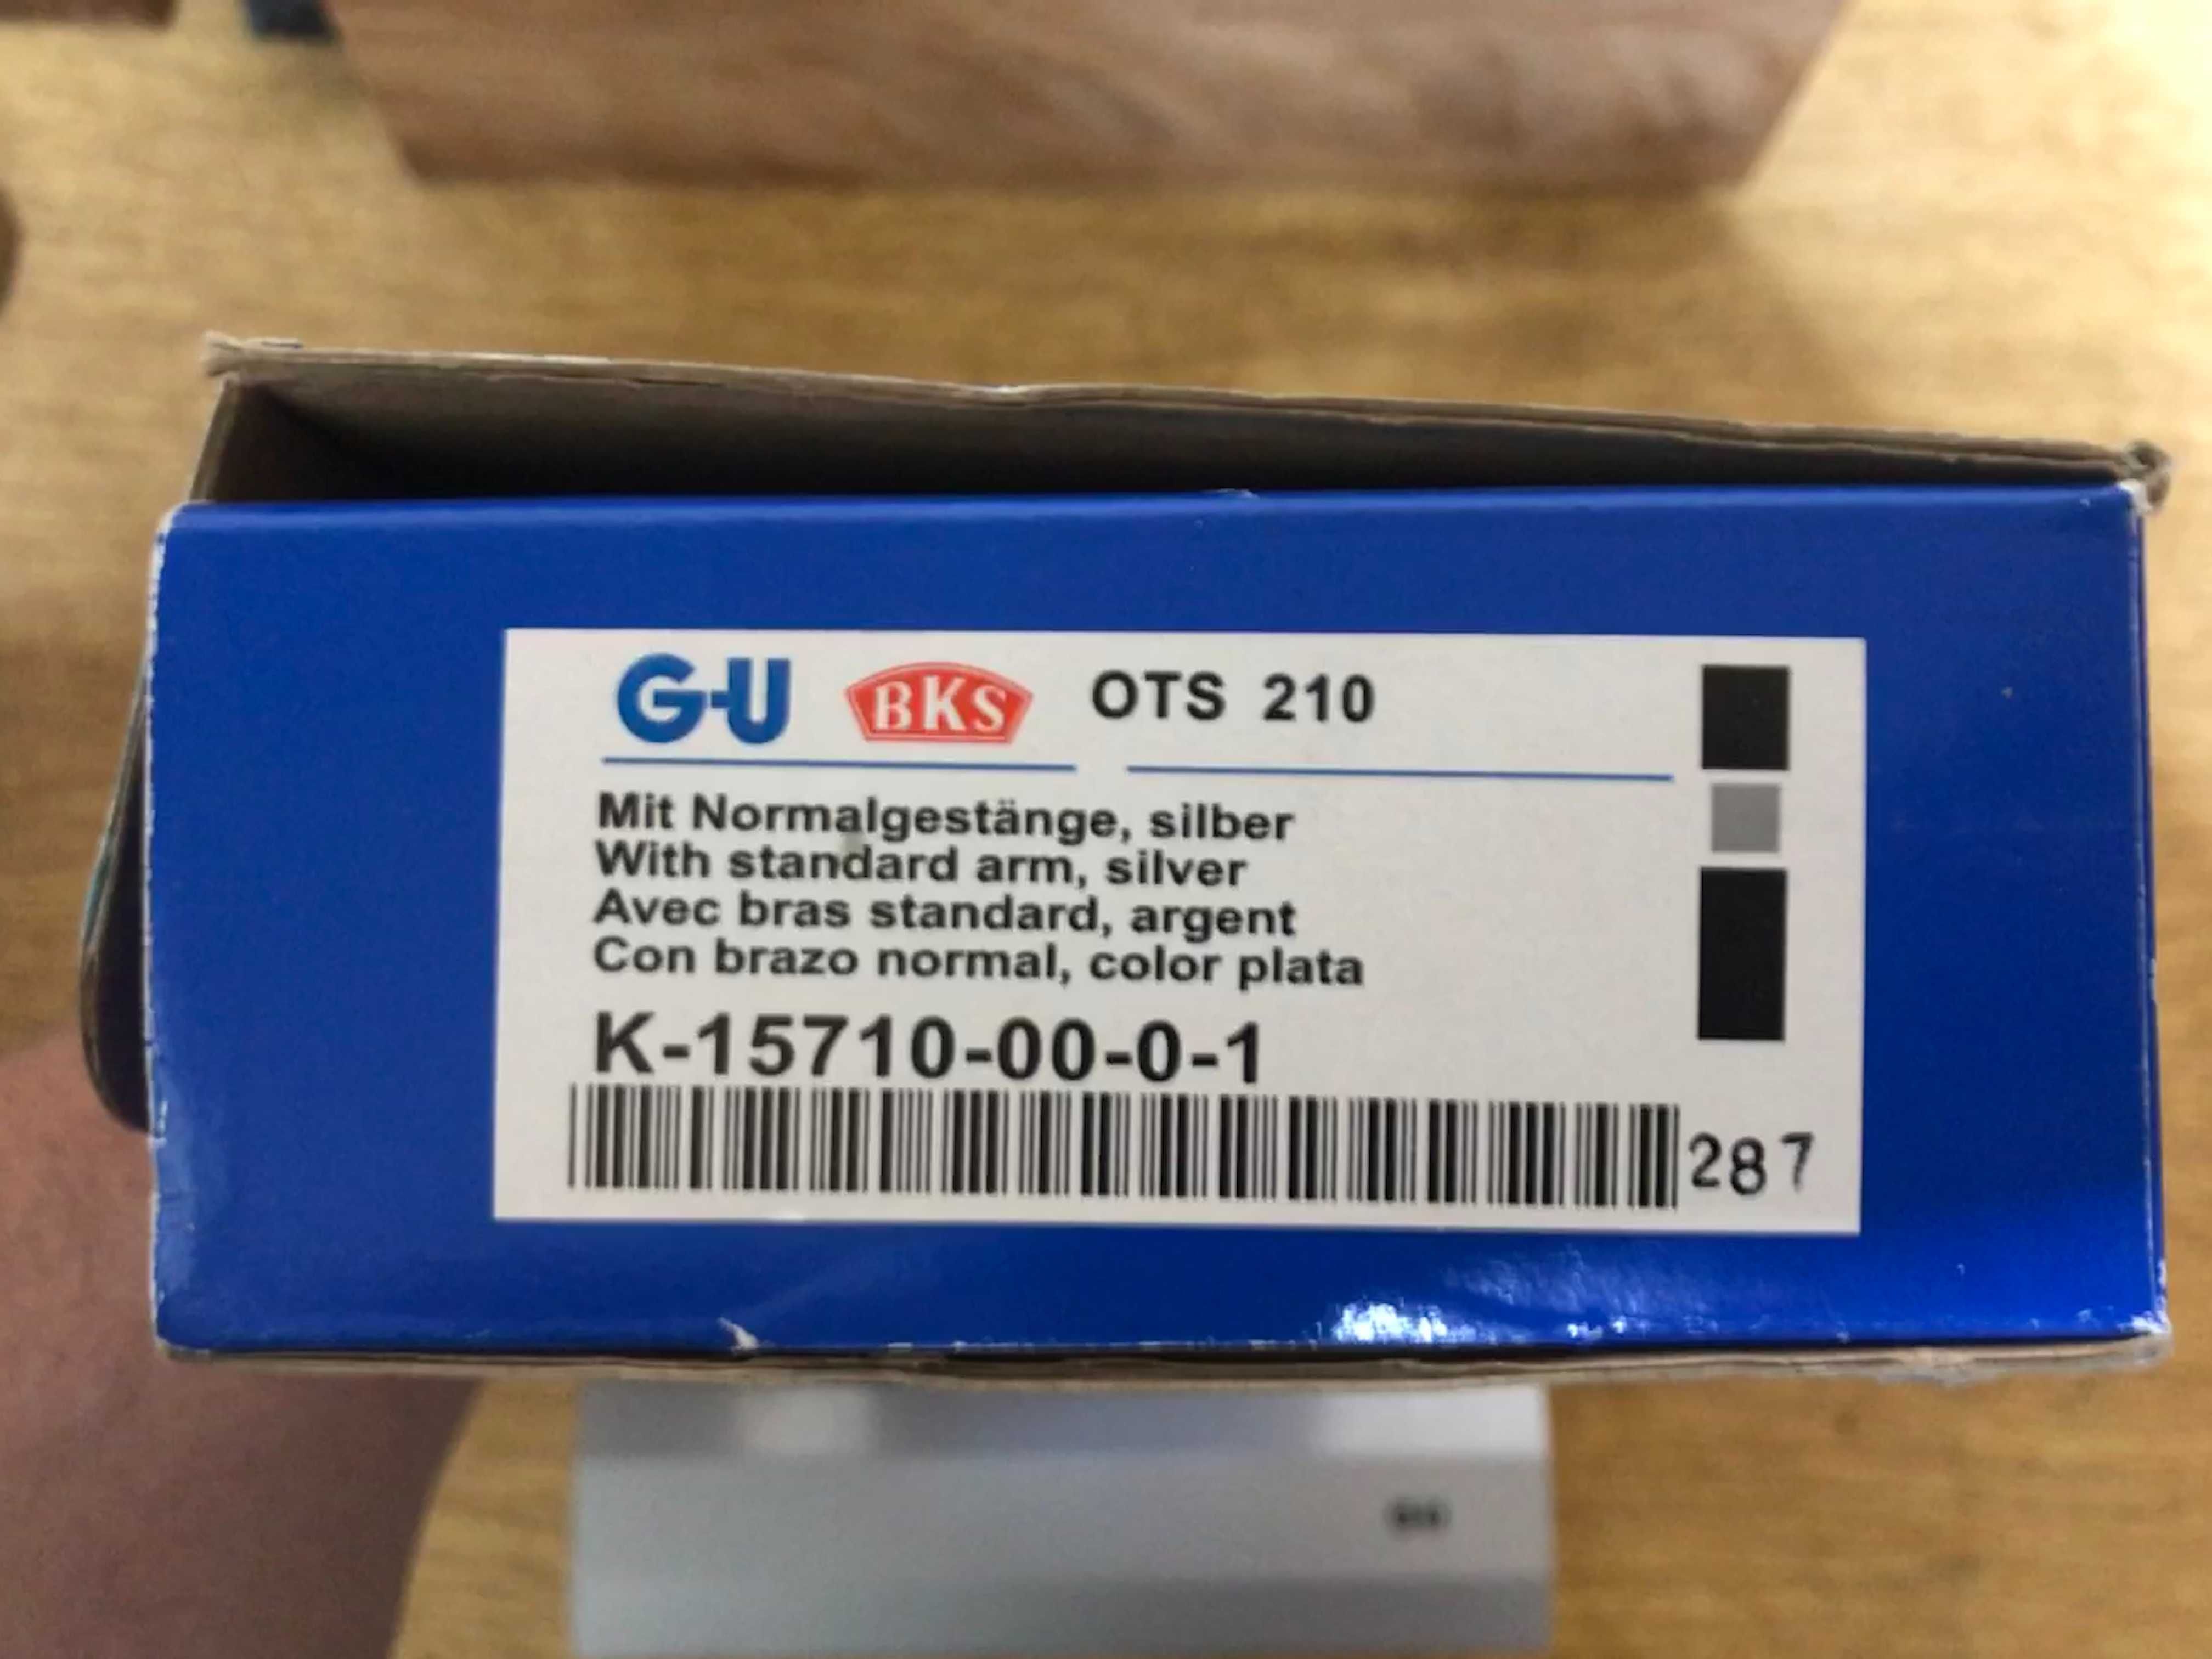 G-U BKS OTS 210
Mit Normalgestänge, silber
With standard arm, silver
Avec bras standard, argent
Con brazo normal, color plata
K-15710-00-0-1
287